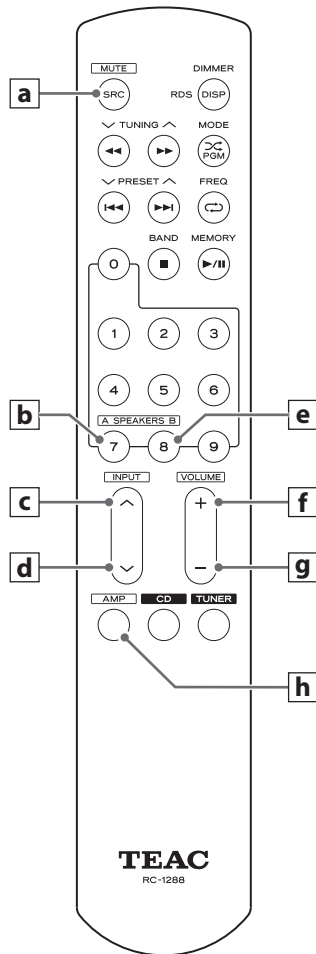 MUTE DIMMER
a SRC RDS DISP
TUNING MODE
PGM
PRESET FREQ
BAND MEMORY
0
1 2 3
4 5 6
b A SPEAKERS B e
7 8 9
INPUT VOLUME
c + f
d − g
AMP CD TUNER
h
TEAC
RC-1288